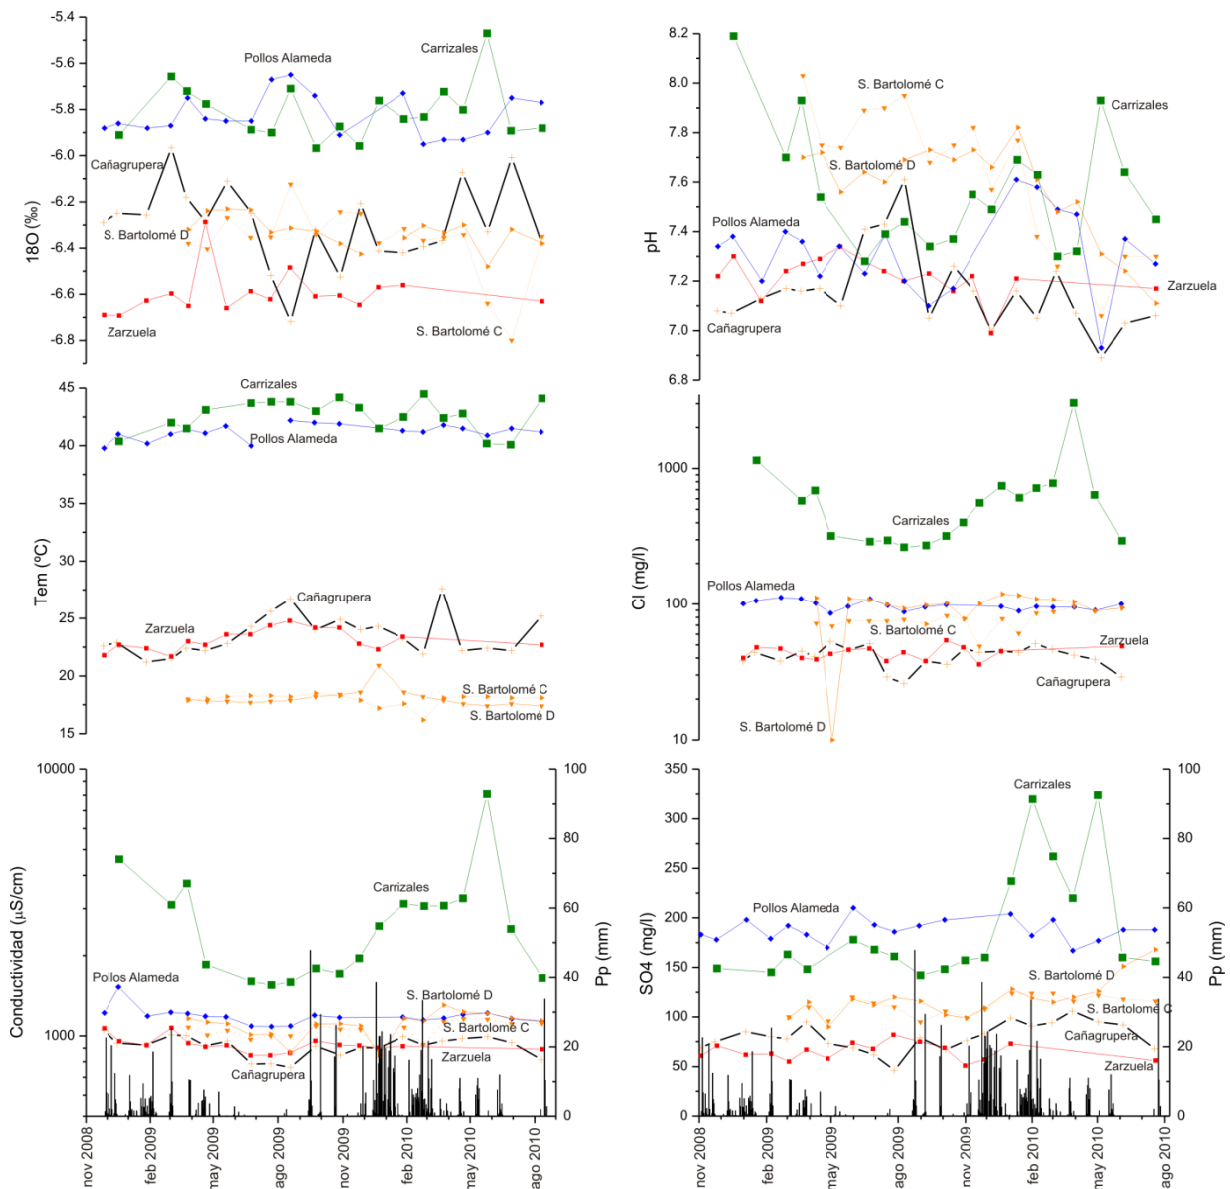 -5.4
-5.6
-5.8
-6.0
-6.2
-6.4
-6.6
-6.8
18O (‰)
Pollos Alameda
Carrizales
Cañagrupera
S. Bartolomé D
Zarzuela
S. Bartolomé C
8.2
8.0
7.8
7.6
7.4
7.2
7.0
6.8
pH
S. Bartolomé C
Carrizales
S. Bartolomé D
Pollos Alameda
Zarzuela
Cañagrupera
45
40
35
30
25
20
15
Tem (ºC)
Carrizales
Pollos Alameda
Cañagrupera
Zarzuela
S. Bartolomé C
S. Bartolomé D
1000
100
10
Cl (mg/l)
Carrizales
Pollos Alameda
S. Bartolomé C
Zarzuela
Cañagrupera
S. Bartolomé D
10000
1000
Conductividad (µS/cm)
100
80
60
40
20
0
Pp (mm)
Carrizales
Pollos Alameda
S. Bartolomé D
S. Bartolomé C
Zarzuela
Cañagrupera
nov 2008
feb 2009
may 2009
ago 2009
nov 2009
feb 2010
may 2010
ago 2010
350
300
250
200
150
100
50
0
SO4 (mg/l)
100
80
60
40
20
0
Pp (mm)
Carrizales
Pollos Alameda
S. Bartolomé D
S. Bartolomé C
Cañagrupera
Zarzuela
nov 2008
feb 2009
may 2009
ago 2009
nov 2009
feb 2010
may 2010
ago 2010